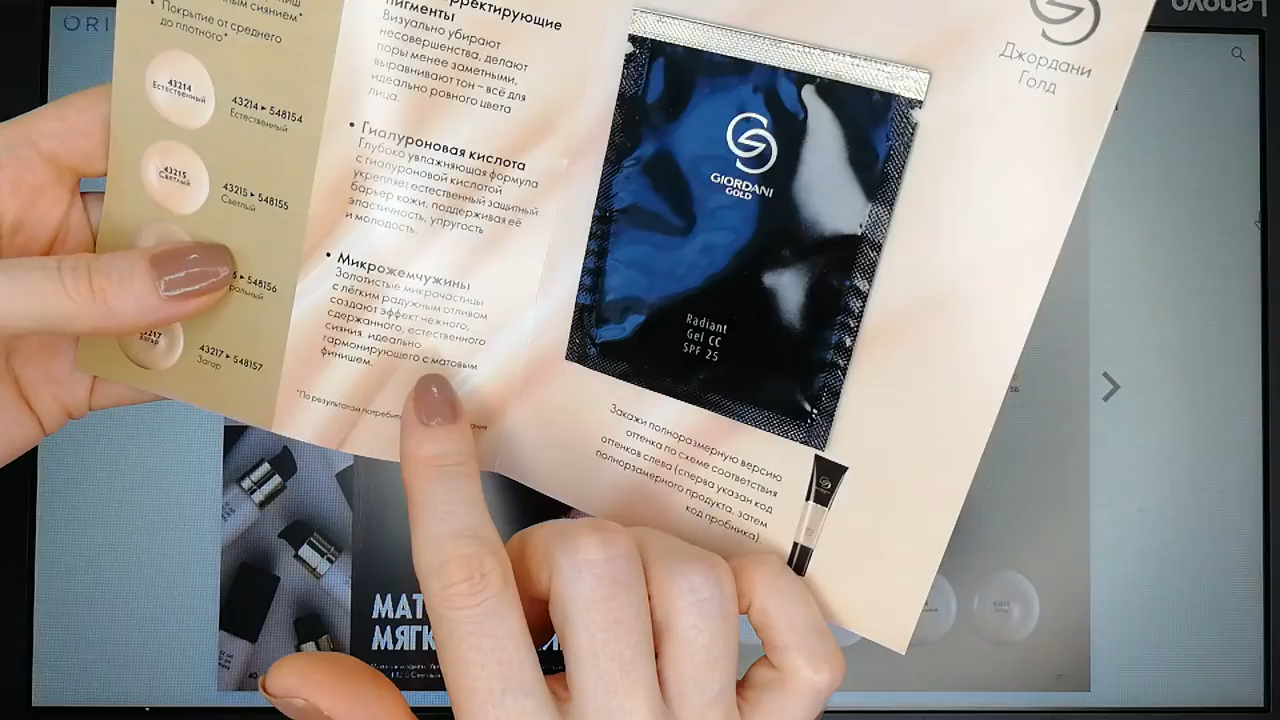 Lenovo
ORI
сиянием*
• Покрытие от среднего
до плотного*
43214
Естественный
43214 ▸ 548154
Естественный
43215
Светлый
43215 ▸ 548155
Светлый
6 ▸ 548156
43217 ▸ 548157
Загар
пигменты
Визуально убирают
несовершенства, делают
поры менее заметными,
выравнивают тон – всё для
идеально ровного цвета
лица.
• Гиалуроновая кислота
Глубоко увлажняющая формула
с гиалуроновой кислотой
укрепляет естественный защитный
барьер кожи, поддерживая её
эластичность, упругость
и молодость.
• Микрожемчужины
Золотистые микрочастицы
с лёгким радужным отливом
создают эффект нежного,
сдержанного, естественного
сияния, идеально
гармонирующего с матовым
финишем.
*По результатам
GIORDANI
GOLD
Radiant
Gel CC
SPF 25
Джордани
Голд
Закажи полноразмерную версию
оттенка по схеме соответствия
оттенков слева (сперва указан код
полнорзамерного продукта, затем
код пробника).
МАТ
МЯГК